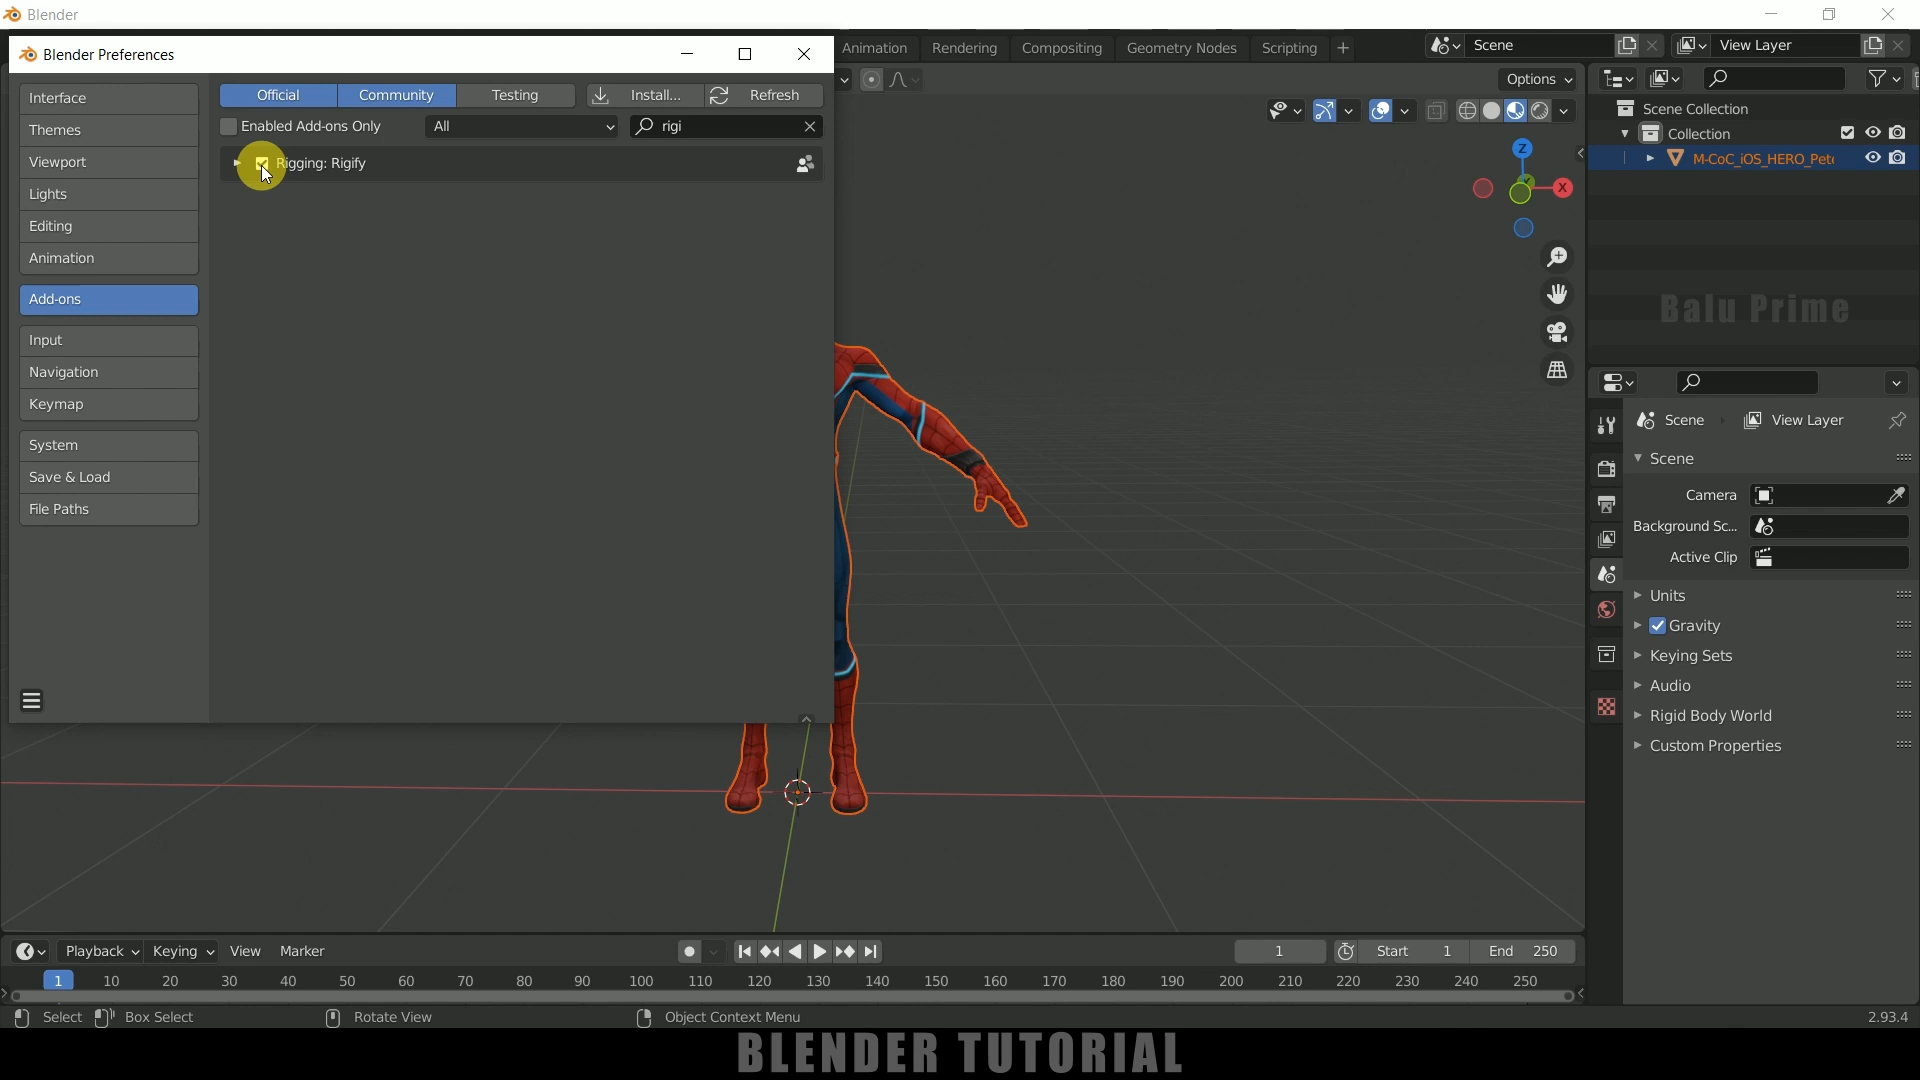 Blender
Blender Preferences
Animation
Rendering
Compositing
Geometry Nodes
Scripting
Scene
View Layer
Interface
Themes
Viewport
Lights
Editing
Animation
Add-ons
Input
Navigation
Keymap
System
Save & Load
File Paths
Official
Community
Testing
Install...
Refresh
Enabled Add-ons Only
All
rigi
Rigging: Rigify
Options
Z
X
Scene Collection
Collection
M-CoC_iOS_HERO_Pete
Balu Prime
Scene
View Layer
Scene
Camera
Background Sc...
Active Clip
Units
Gravity
Keying Sets
Audio
Rigid Body World
Custom Properties
Playback
Keying
View
Marker
1
Start 1
End 250
1 10 20 30 40 50 60 70 80 90 100 110 120 130 140 150 160 170 180 190 200 210 220 230 240 250
Select
Box Select
Rotate View
Object Context Menu
2.93.4
BLENDER TUTORIAL